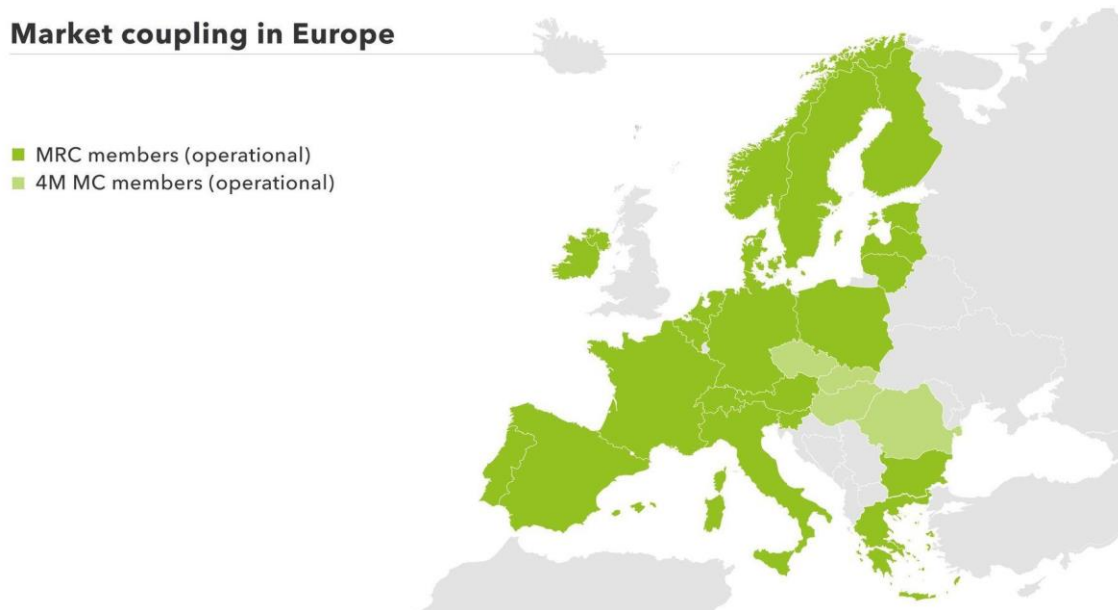 Market coupling in Europe
MRC members (operational)
4M MC members (operational)